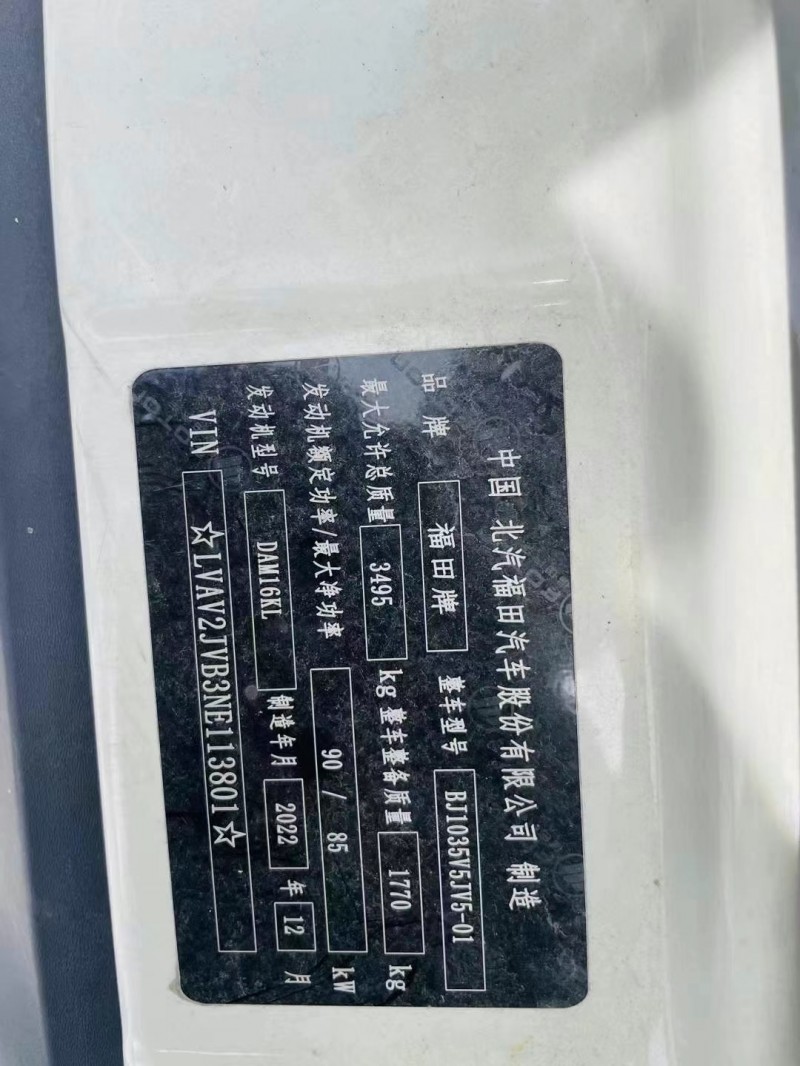 中国 北汽福田汽车股份有限公司 制造
品牌 福田牌 整车型号 BJ1035V5JV5-01
最大允许总质量 3495 kg 整车整备质量 1770 kg
发动机额定功率/最大净功率 90 / 85 kW
发动机型号 DAM16KL 制造年月 2022 年 12 月
VIN ☆LVAV2JVB3NE113801☆